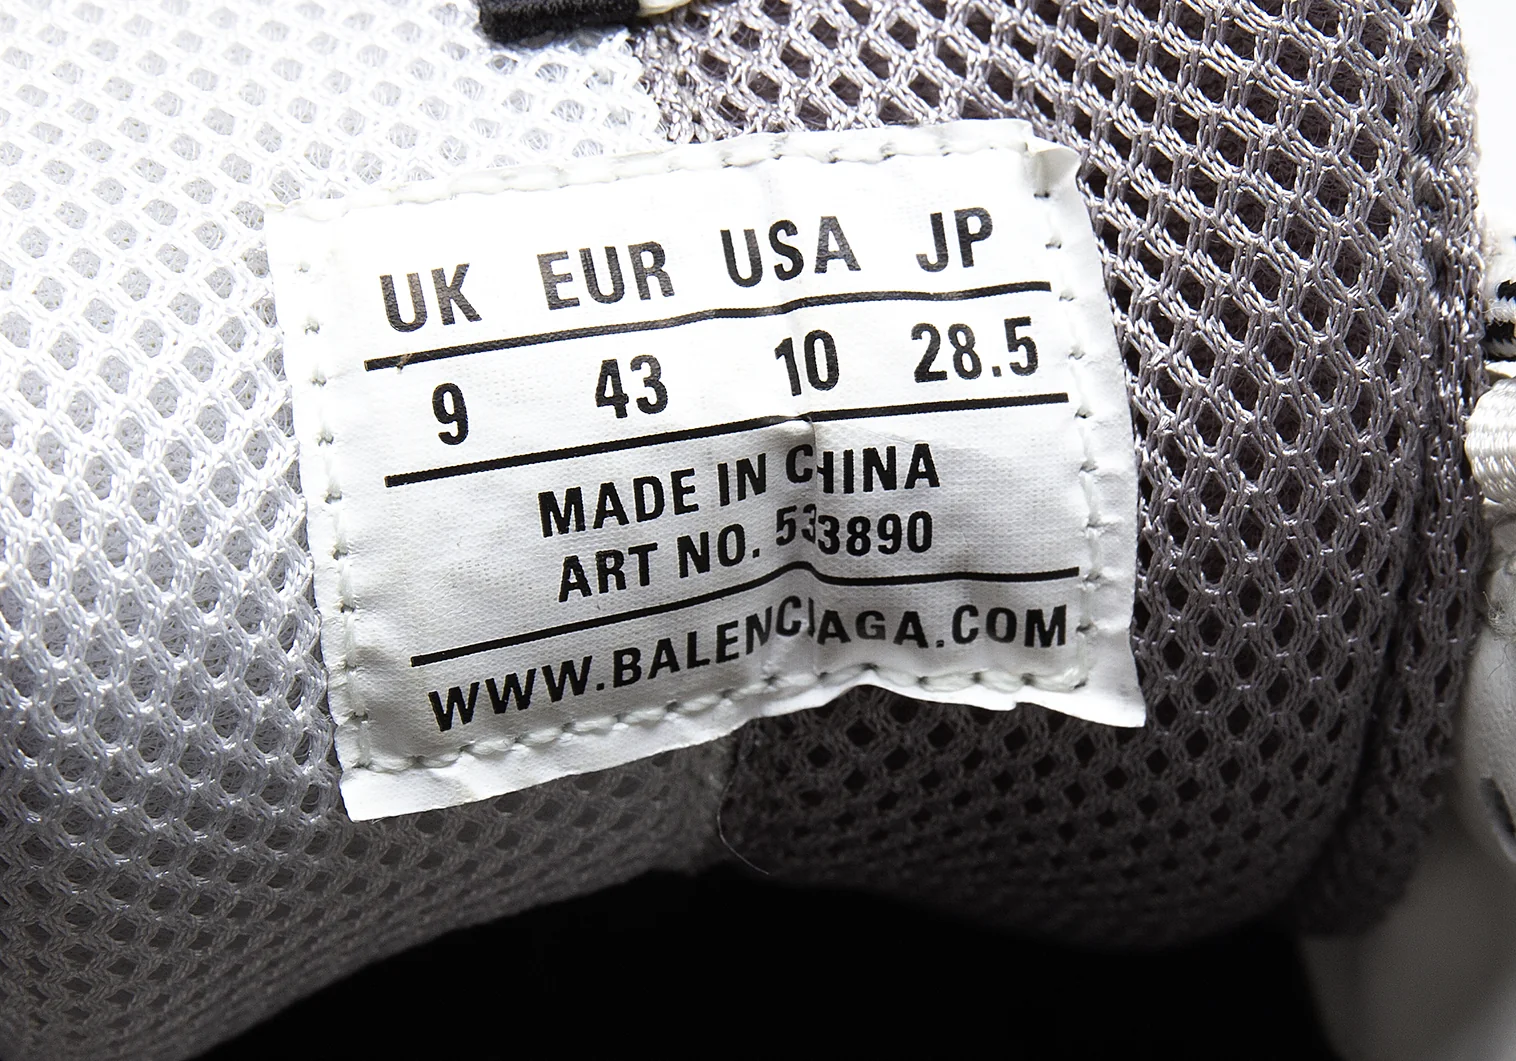 UK EUR USA JP
9 43 10 28.5
MADE IN CHINA
ART NO. 533890
WWW.BALENCIAGA.COM